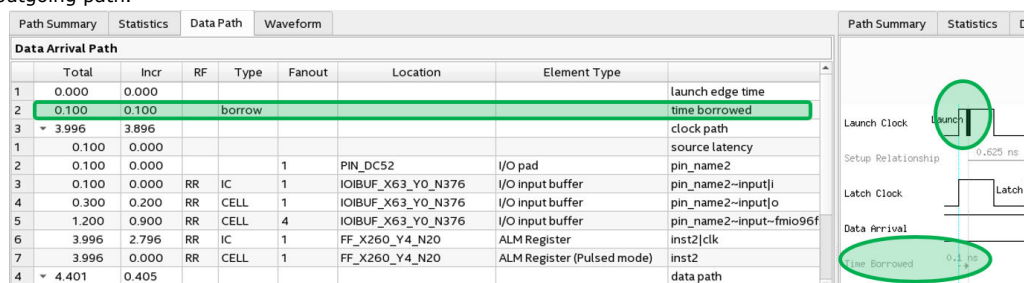 outgoing path.
Path Summary Statistics Data Path Waveform
Data Arrival Path
Total Incr RF Type Fanout Location Element Type
1 0.000 0.000 launch edge time
2 0.100 0.100 borrow time borrowed
3 3.996 3.896 clock path
1 0.100 0.000 source latency
2 0.100 0.000 1 PIN_DC52 I/O pad pin_name2
3 0.100 0.000 RR IC 1 IOIBUF_X63_Y0_N376 I/O input buffer pin_name2~input|i
4 0.300 0.200 RR CELL 1 IOIBUF_X63_Y0_N376 I/O input buffer pin_name2~input|o
5 1.200 0.900 RR CELL 4 IOIBUF_X63_Y0_N376 I/O input buffer pin_name2~input~fmio96f
6 3.996 2.796 RR IC 1 FF_X260_Y4_N20 ALM Register inst2|clk
7 3.996 0.000 RR CELL 1 FF_X260_Y4_N20 ALM Register (Pulsed mode) inst2
4 4.401 0.405 data path
Path Summary Statistics D
Launch Clock Launch
Setup Relationship 0.625 ns
Latch Clock Latch
Data Arrival
Time Borrowed 0.1 ns